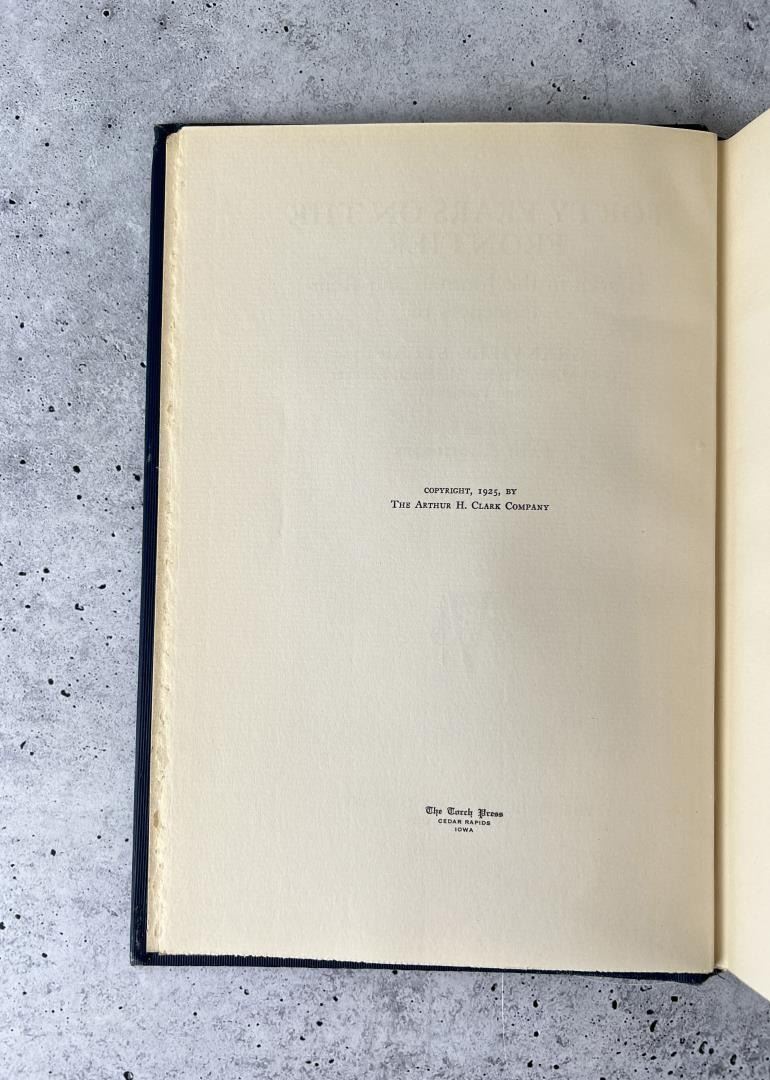 COPYRIGHT, 1925, BY
THE ARTHUR H. CLARK COMPANY
The Torch Press
CEDAR RAPIDS
IOWA